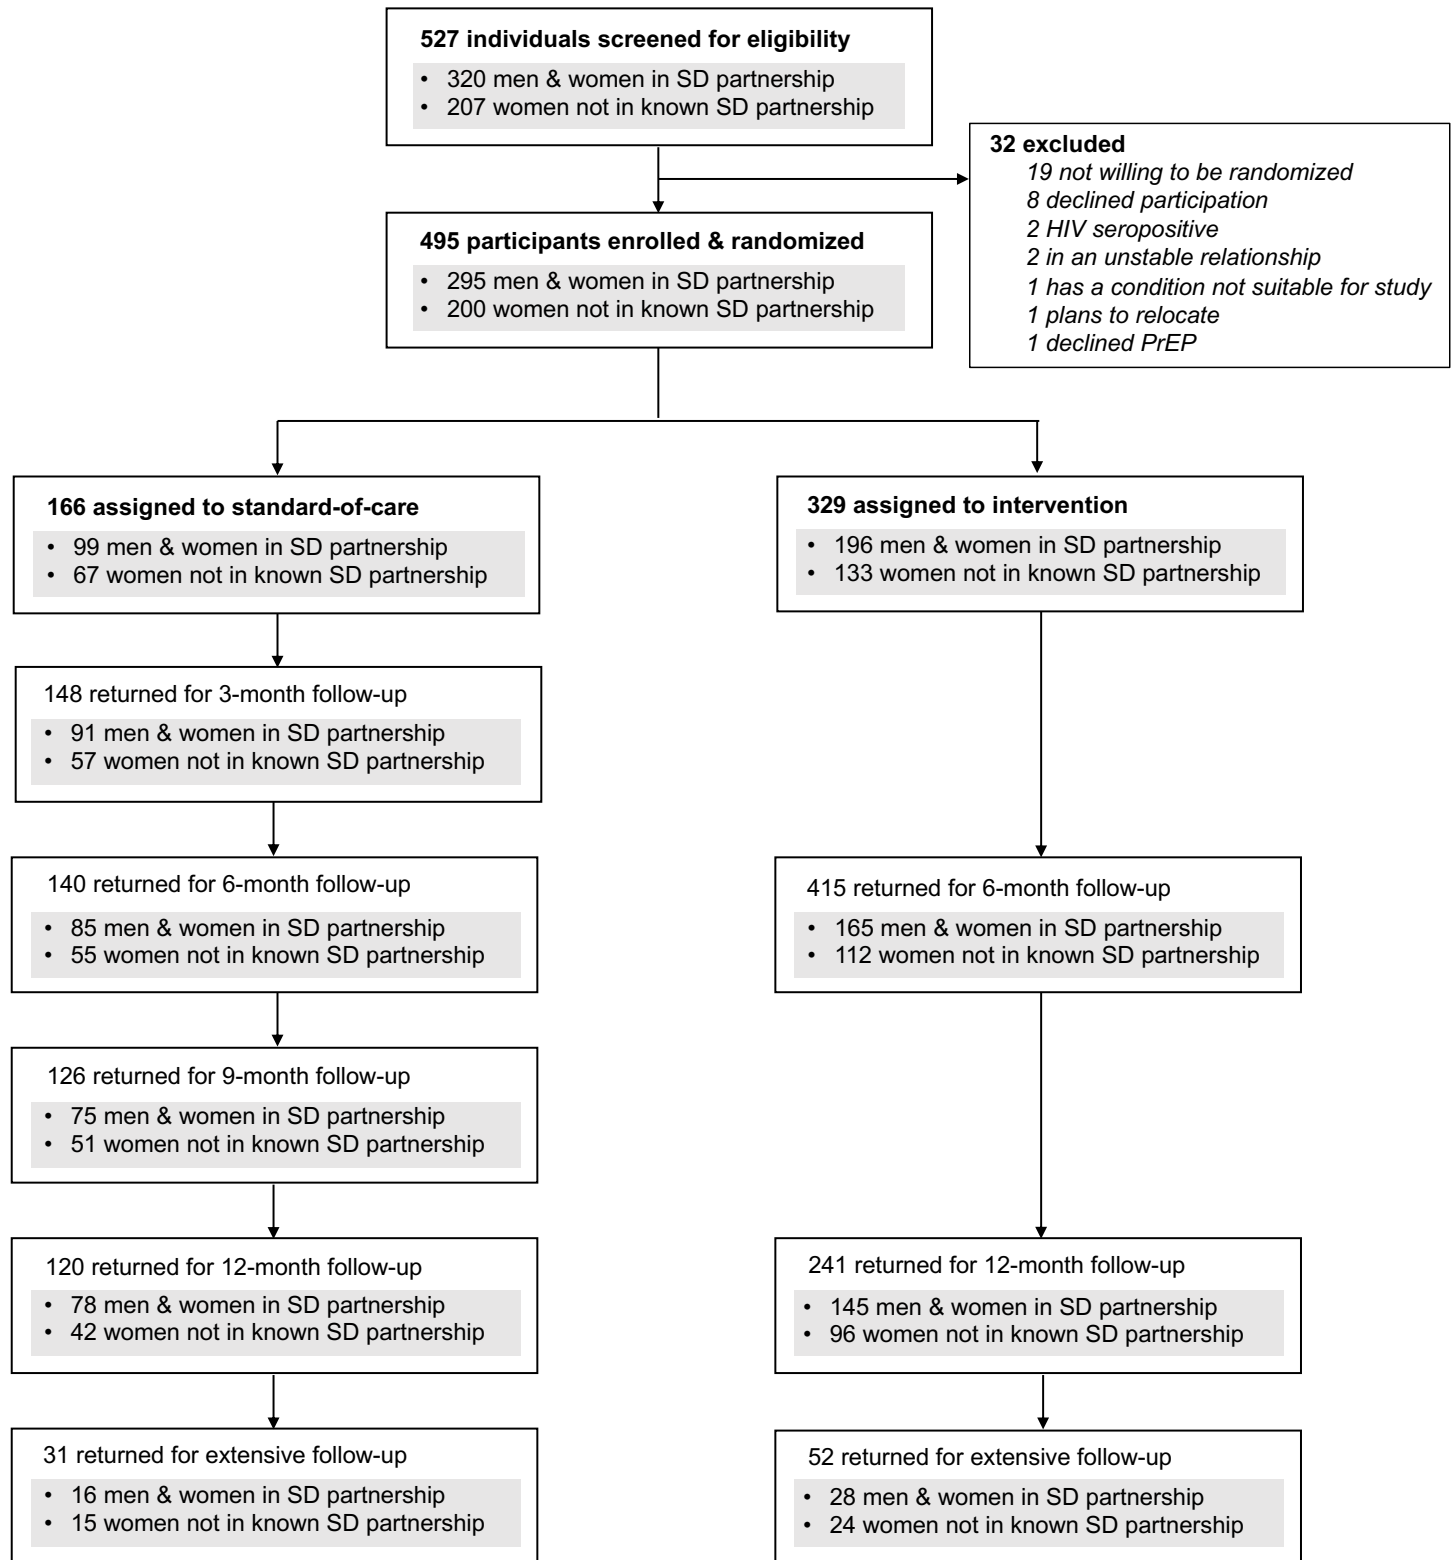 527 individuals screened for eligibility
• 320 men & women in SD partnership
• 207 women not in known SD partnership
32 excluded
19 not willing to be randomized
8 declined participation
2 HIV seropositive
2 in an unstable relationship
1 has a condition not suitable for study
1 plans to relocate
1 declined PrEP
495 participants enrolled & randomized
• 295 men & women in SD partnership
• 200 women not in known SD partnership
166 assigned to standard-of-care
• 99 men & women in SD partnership
• 67 women not in known SD partnership
329 assigned to intervention
• 196 men & women in SD partnership
• 133 women not in known SD partnership
148 returned for 3-month follow-up
• 91 men & women in SD partnership
• 57 women not in known SD partnership
140 returned for 6-month follow-up
• 85 men & women in SD partnership
• 55 women not in known SD partnership
415 returned for 6-month follow-up
• 165 men & women in SD partnership
• 112 women not in known SD partnership
126 returned for 9-month follow-up
• 75 men & women in SD partnership
• 51 women not in known SD partnership
120 returned for 12-month follow-up
• 78 men & women in SD partnership
• 42 women not in known SD partnership
241 returned for 12-month follow-up
• 145 men & women in SD partnership
• 96 women not in known SD partnership
31 returned for extensive follow-up
• 16 men & women in SD partnership
• 15 women not in known SD partnership
52 returned for extensive follow-up
• 28 men & women in SD partnership
• 24 women not in known SD partnership